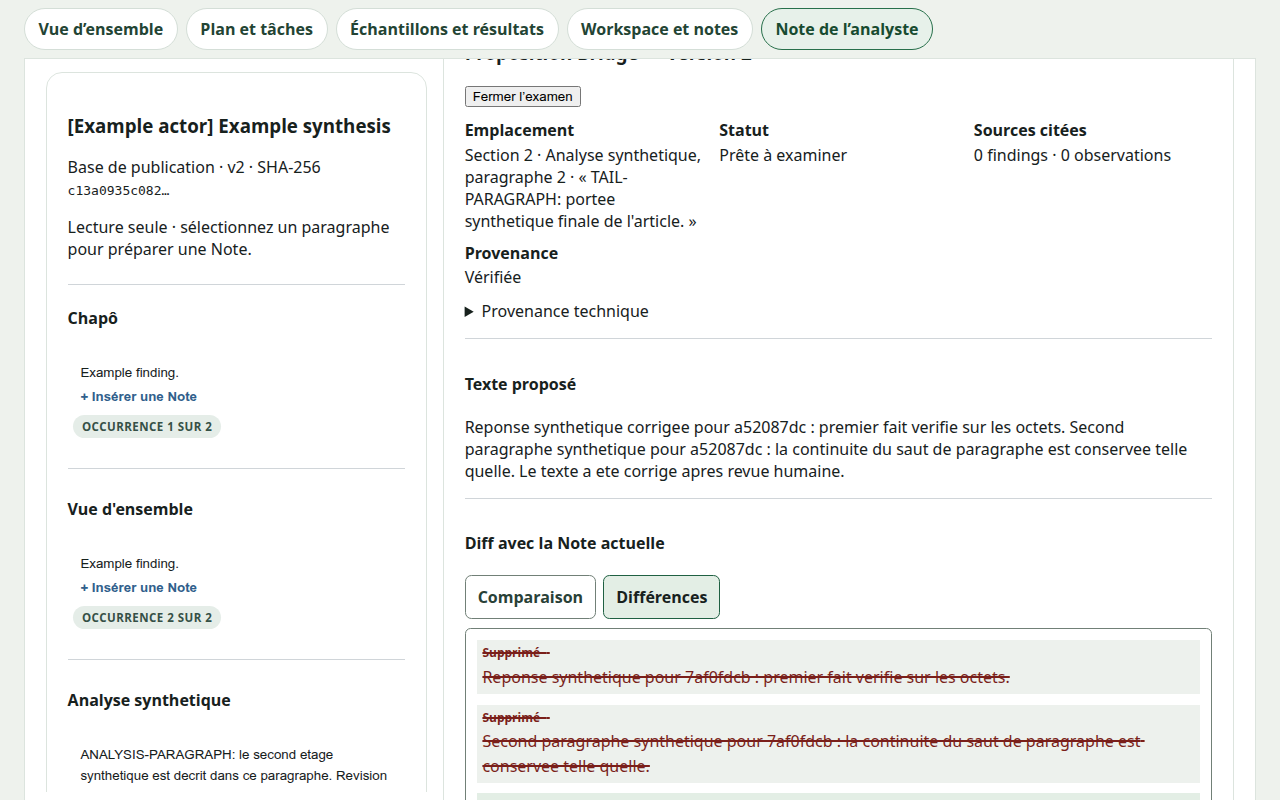 Vue d’ensemble
Plan et tâches
Échantillons et résultats
Workspace et notes
Note de l’analyste
[Example actor] Example synthesis
Base de publication · v2 · SHA-256
c13a0935c082…
Lecture seule · sélectionnez un paragraphe
pour préparer une Note.
Chapô
Example finding.
+ Insérer une Note
OCCURRENCE 1 SUR 2
Vue d'ensemble
Example finding.
+ Insérer une Note
OCCURRENCE 2 SUR 2
Analyse synthetique
ANALYSIS-PARAGRAPH: le second etage
synthetique est decrit dans ce paragraphe. Revision
Fermer l’examen
Emplacement
Section 2 · Analyse synthetique,
paragraphe 2 · « TAIL-
PARAGRAPH: portee
synthetique finale de l'article. »
Statut
Prête à examiner
Sources citées
0 findings · 0 observations
Provenance
Vérifiée
Provenance technique
Texte proposé
Reponse synthetique corrigee pour a52087dc : premier fait verifie sur les octets. Second
paragraphe synthetique pour a52087dc : la continuite du saut de paragraphe est conservee telle
quelle. Le texte a ete corrige apres revue humaine.
Diff avec la Note actuelle
Comparaison
Différences
Supprimé
Reponse synthetique pour 7af0fdcb : premier fait verifie sur les octets.
Supprimé
Second paragraphe synthetique pour 7af0fdcb : la continuite du saut de paragraphe est
conservee telle quelle.